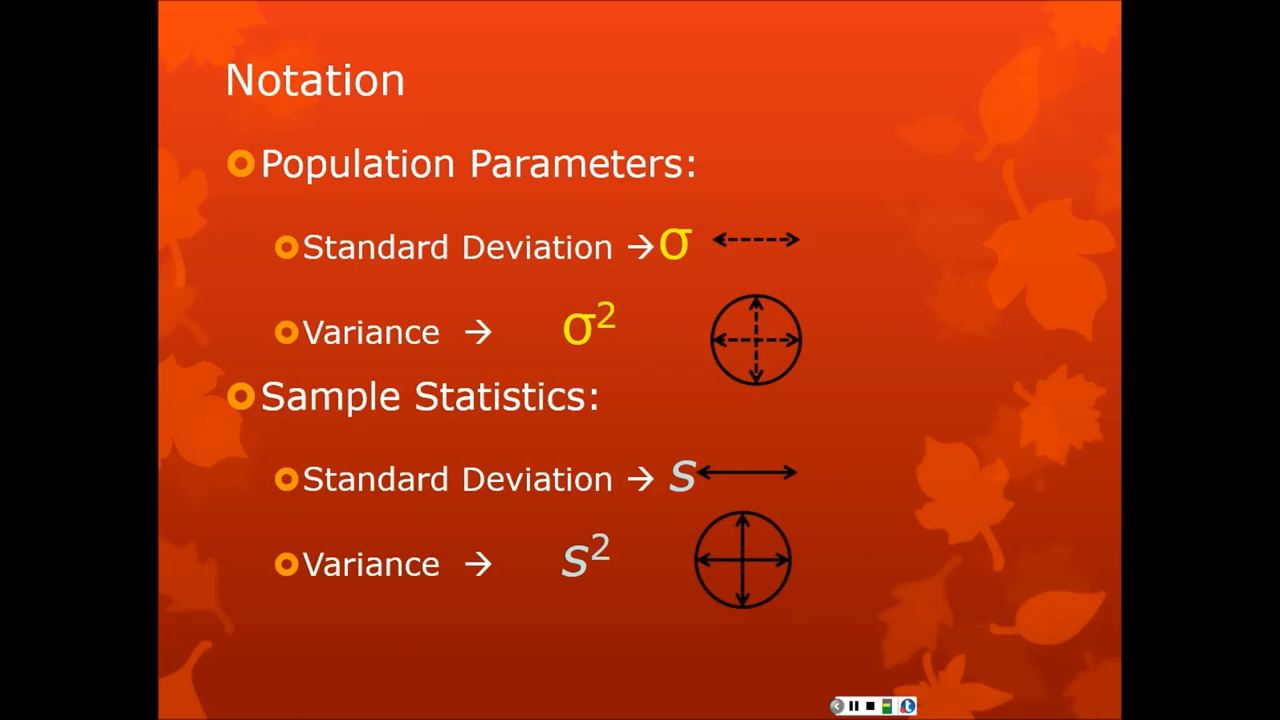 Notation
Population Parameters:
Standard Deviation → σ
Variance → σ²
Sample Statistics:
Standard Deviation → s
Variance → s²